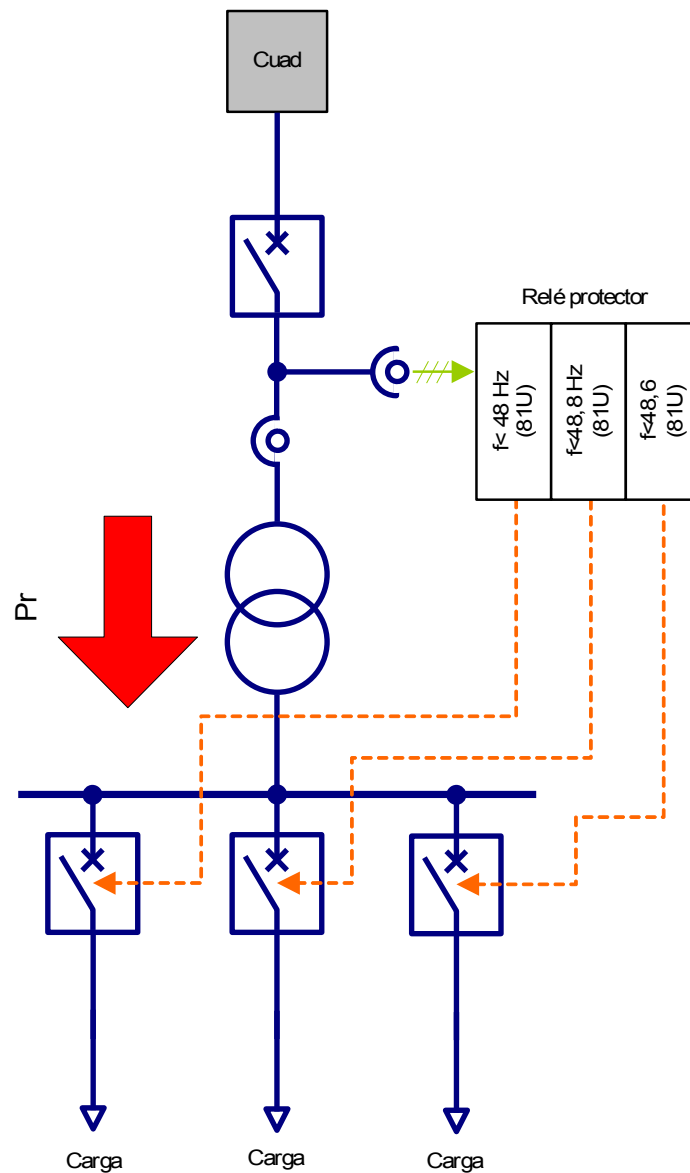 Cuad
Relé protector
f< 48 Hz
(81U)
f<48,8 Hz
(81U)
f<48,6
(81U)
Pr
Carga
Carga
Carga